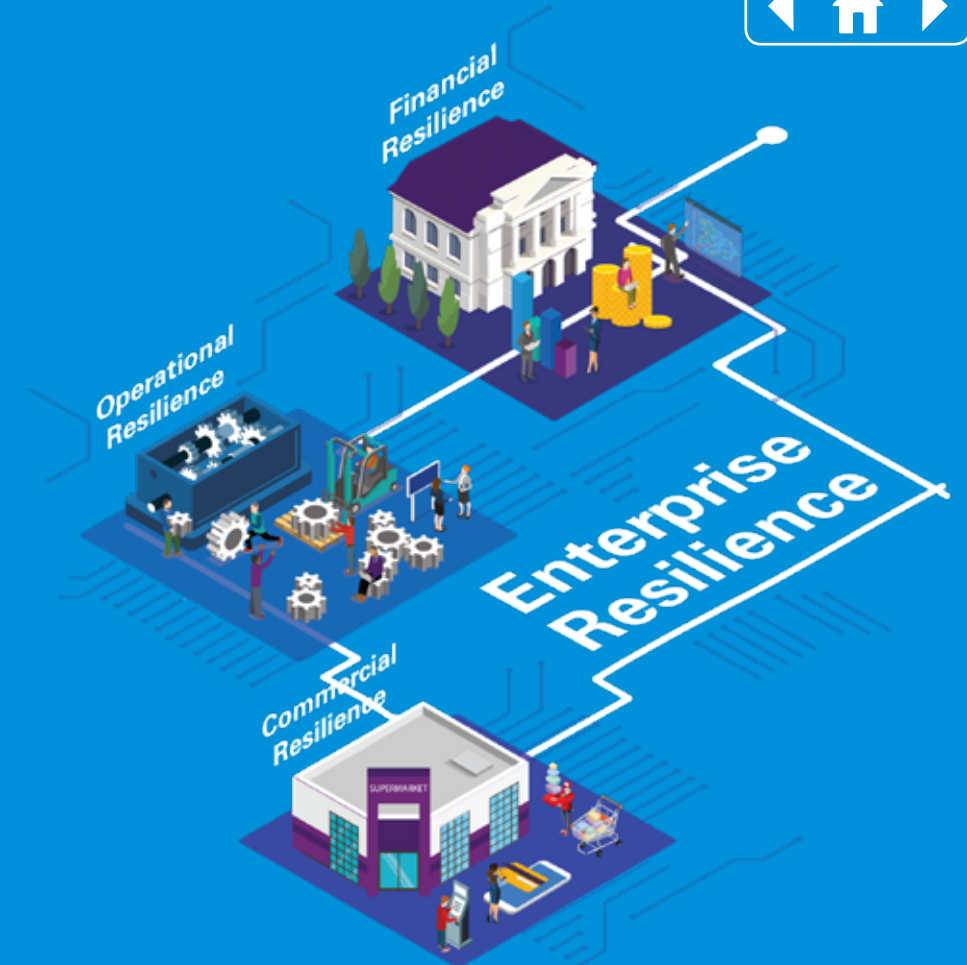 Financial
Resilience
Operational
Resilience
Enterprise
Resilience
Commercial
Resilience
SUPERMARKET